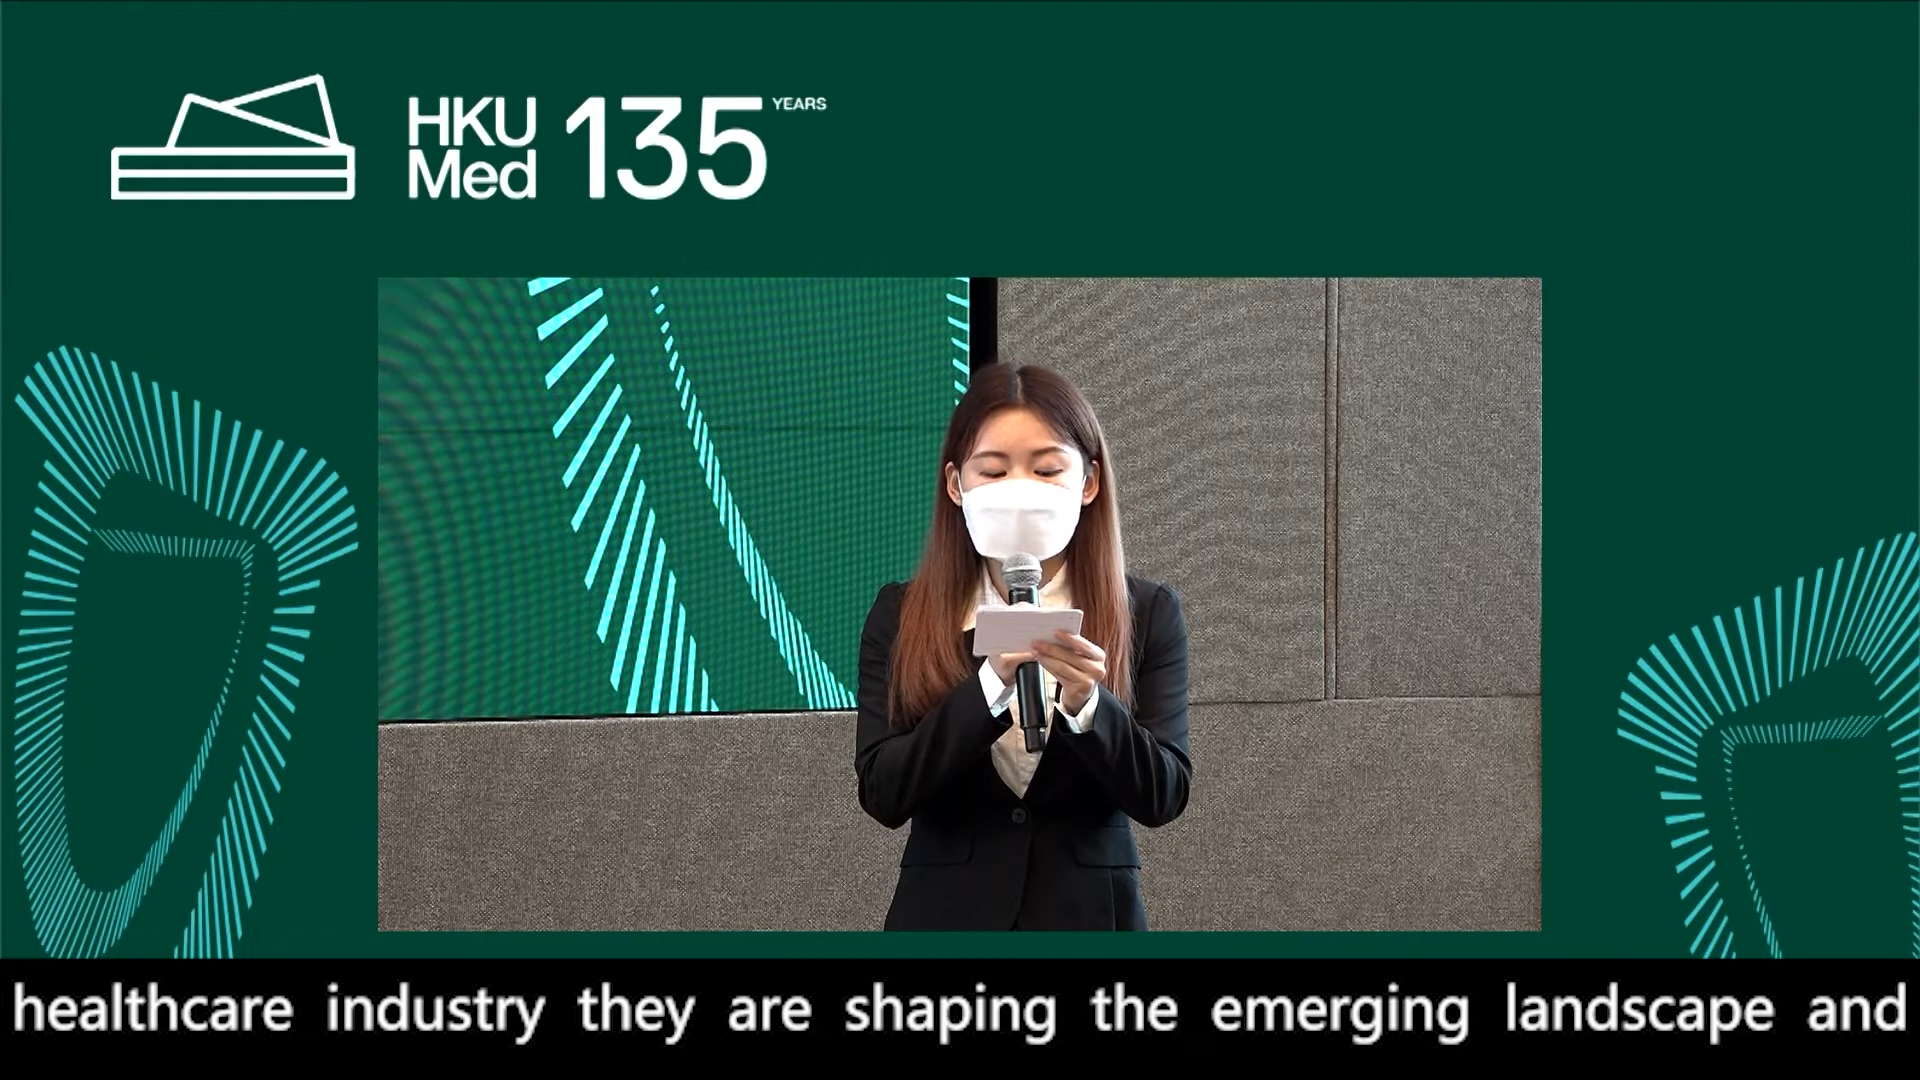 HKU
Med
135 YEARS
healthcare industry they are shaping the emerging landscape and